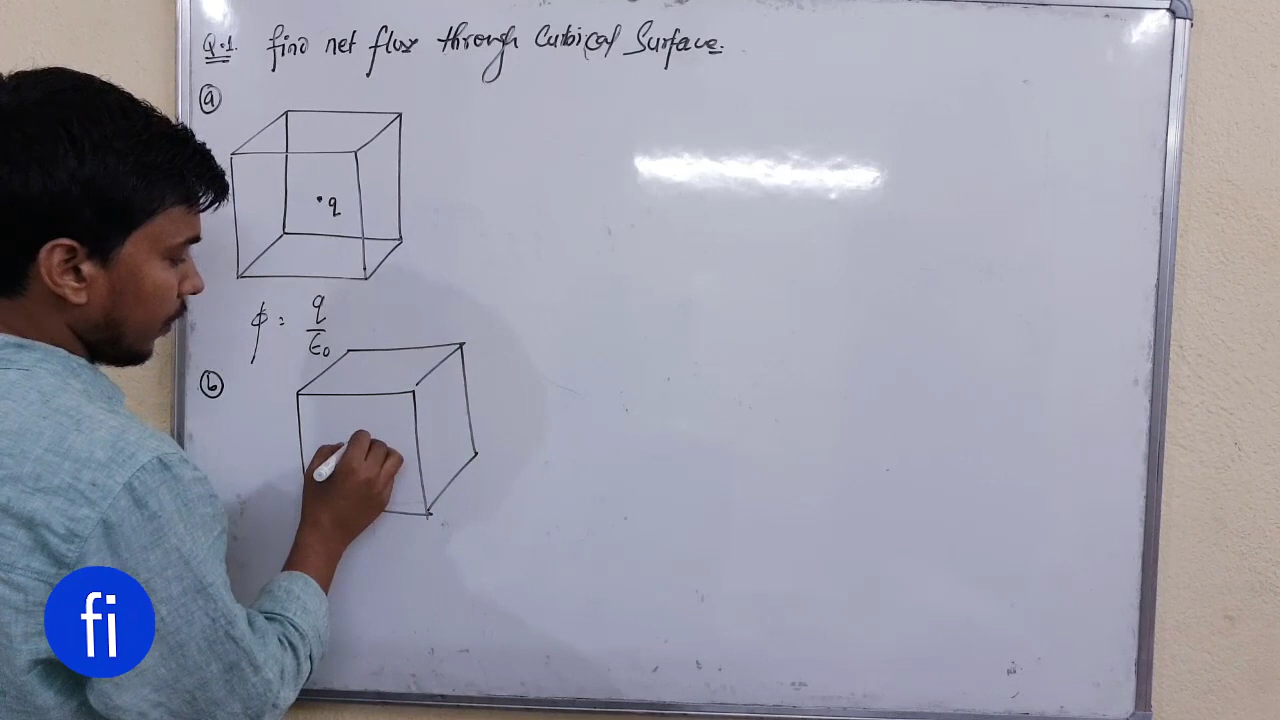 Q.1. find net flux through Cubical Surface.
(a)
q
φ = q/ε₀
(b)
fi